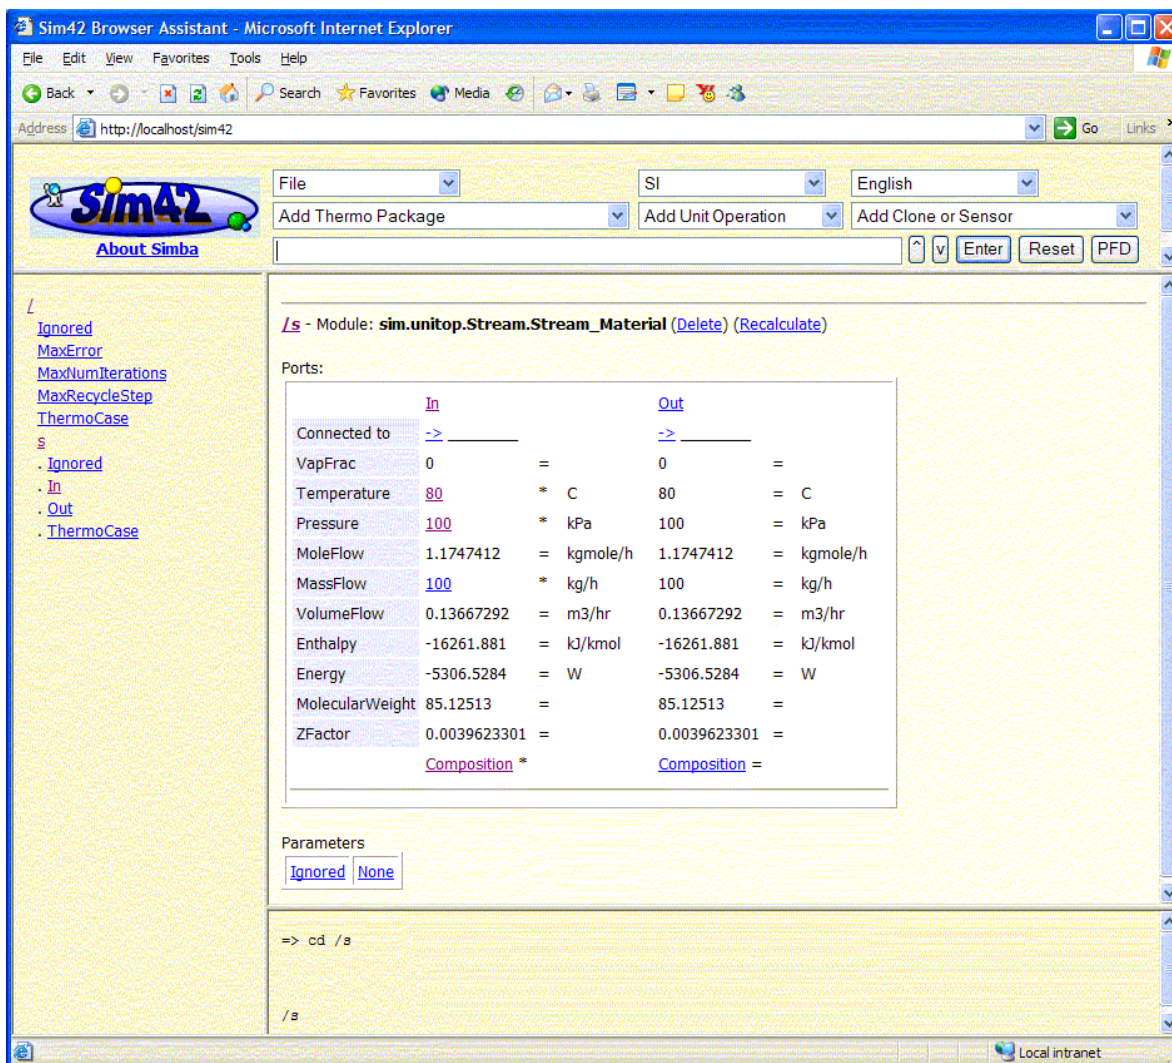 Sim42 Browser Assistant - Microsoft Internet Explorer
File Edit View Favorites Tools Help
Back Search Favorites Media
Address http://localhost/sim42 Go Links »
Sim42
About Simba
File SI English
Add Thermo Package Add Unit Operation Add Clone or Sensor
^ v Enter Reset PFD
/
Ignored
MaxError
MaxNumIterations
MaxRecycleStep
ThermoCase
s
. Ignored
. In
. Out
. ThermoCase
/s - Module: sim.unitop.Stream.Stream_Material (Delete) (Recalculate)
Ports:
In Out
Connected to -> ________ -> ________
VapFrac 0 = 0 =
Temperature 80 * C 80 = C
Pressure 100 * kPa 100 = kPa
MoleFlow 1.1747412 = kgmole/h 1.1747412 = kgmole/h
MassFlow 100 * kg/h 100 = kg/h
VolumeFlow 0.13667292 = m3/hr 0.13667292 = m3/hr
Enthalpy -16261.881 = kJ/kmol -16261.881 = kJ/kmol
Energy -5306.5284 = W -5306.5284 = W
MolecularWeight 85.12513 = 85.12513 =
ZFactor 0.0039623301 = 0.0039623301 =
Composition * Composition =
Parameters
Ignored None
=> cd /s
/s
Local intranet